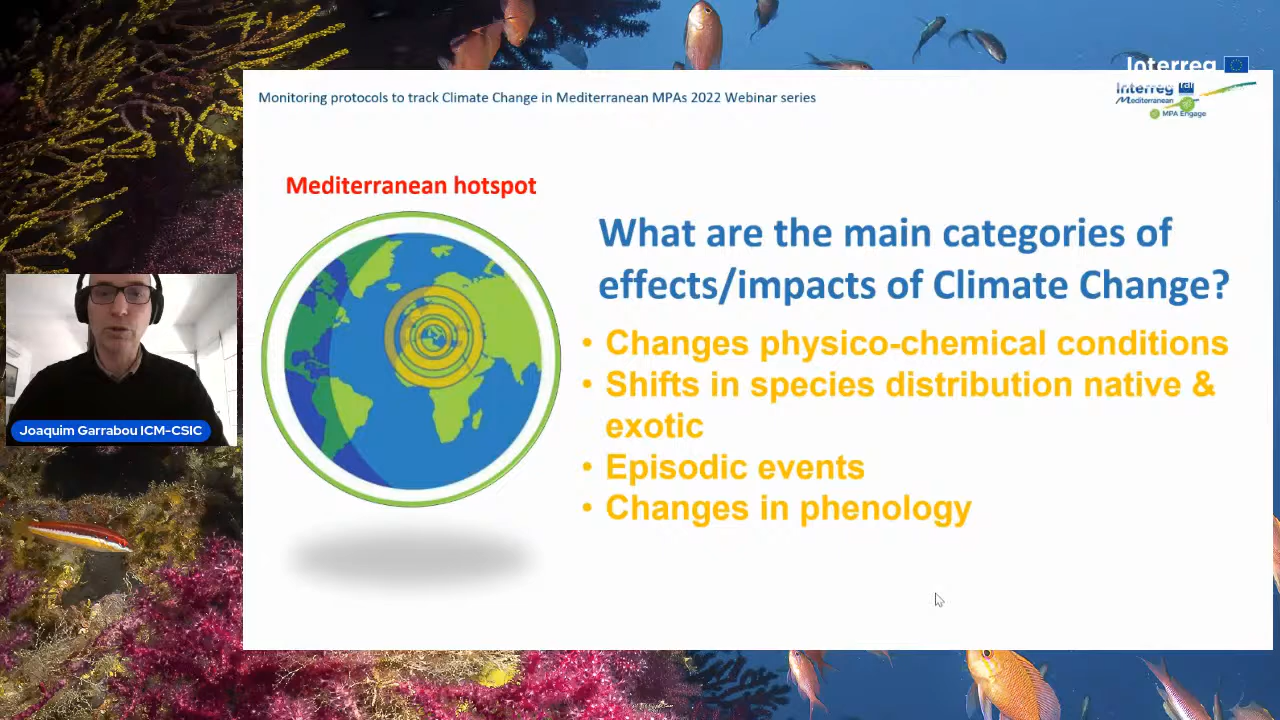 Interreg
Monitoring protocols to track Climate Change in Mediterranean MPAs 2022 Webinar series
Interreg
Mediterranean
MPA Engage
Mediterranean hotspot
What are the main categories of
effects/impacts of Climate Change?
• Changes physico-chemical conditions
• Shifts in species distribution native &
exotic
• Episodic events
• Changes in phenology
Joaquim Garrabou ICM-CSIC